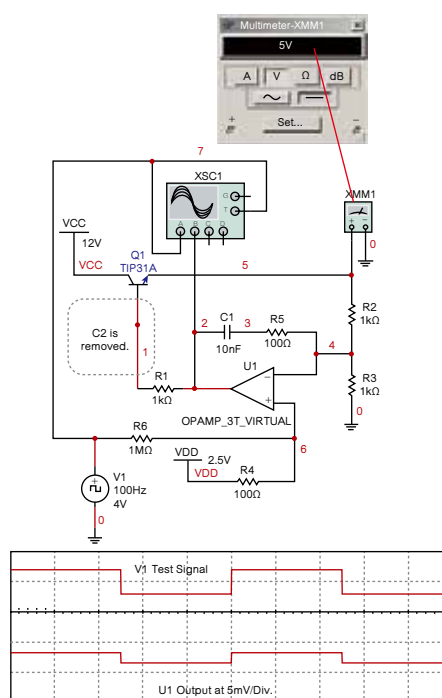 Multimeter-XMM1
5V
A V Ω dB
Set...
+ −
7
XSC1
G
T
A B C D
XMM1
+ −
0
VCC
12V
VCC
Q1
TIP31A
5
C2 is
removed.
1
2
C1
10nF
3
R5
100Ω
R2
1kΩ
4
U1
R1
1kΩ
R3
1kΩ
0
OPAMP_3T_VIRTUAL
R6
1MΩ
6
VDD
2.5V
VDD
R4
100Ω
V1
100Hz
4V
0
V1 Test Signal
U1 Output at 5mV/Div.